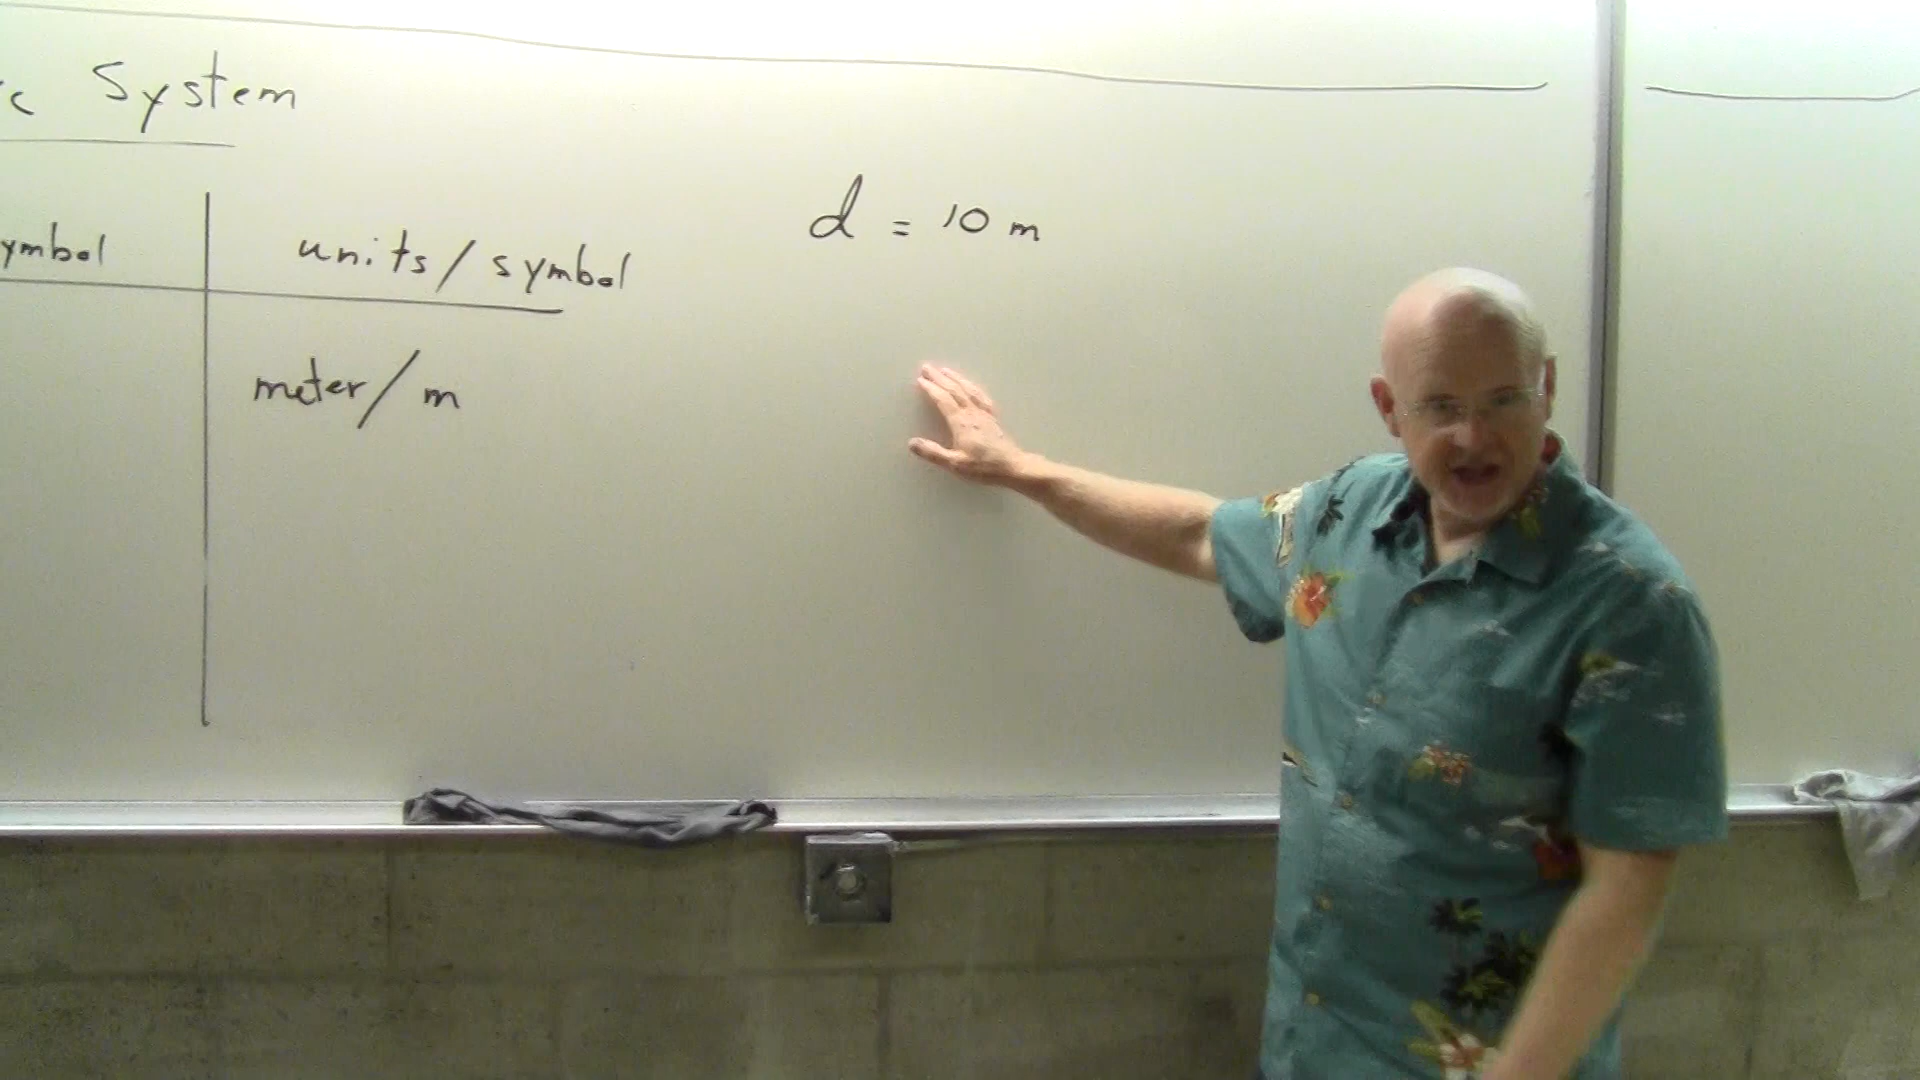 c System
ymbol
units/symbol
d = 10 m
meter/m